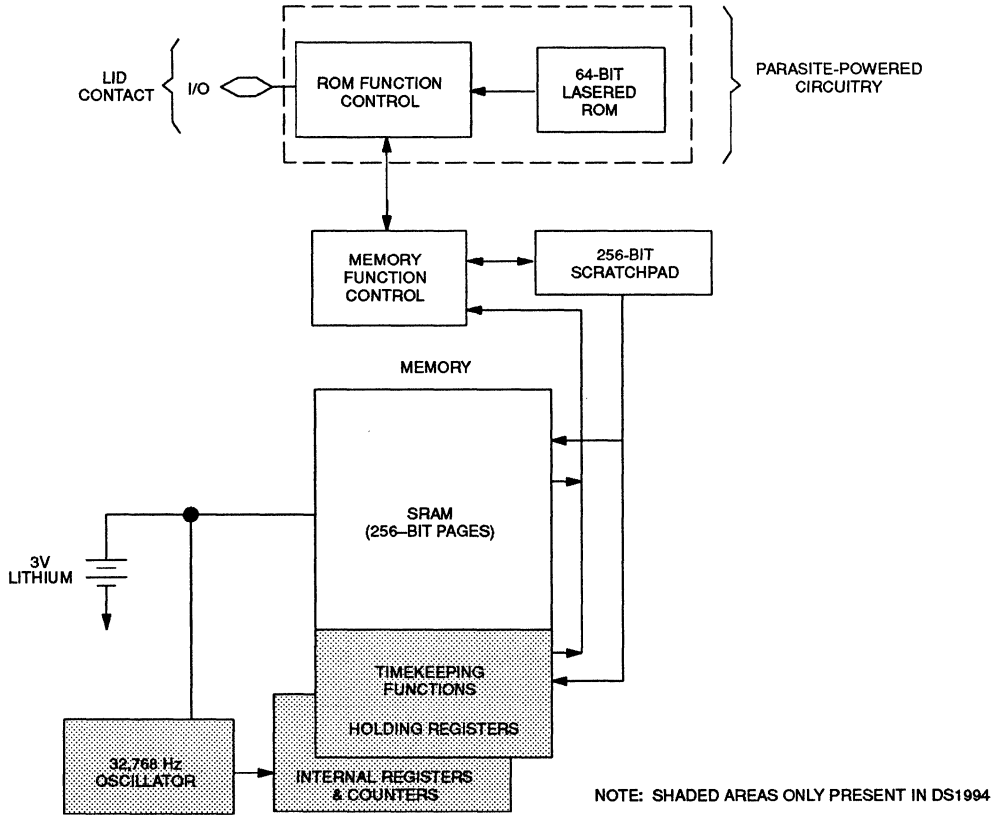 LID
CONTACT
I/O
ROM FUNCTION
CONTROL
64-BIT
LASERED
ROM
PARASITE-POWERED
CIRCUITRY
MEMORY
FUNCTION
CONTROL
256-BIT
SCRATCHPAD
MEMORY
SRAM
(256–BIT PAGES)
3V
LITHIUM
TIMEKEEPING
FUNCTIONS
HOLDING REGISTERS
32,768 Hz
OSCILLATOR
INTERNAL REGISTERS
& COUNTERS
NOTE: SHADED AREAS ONLY PRESENT IN DS1994